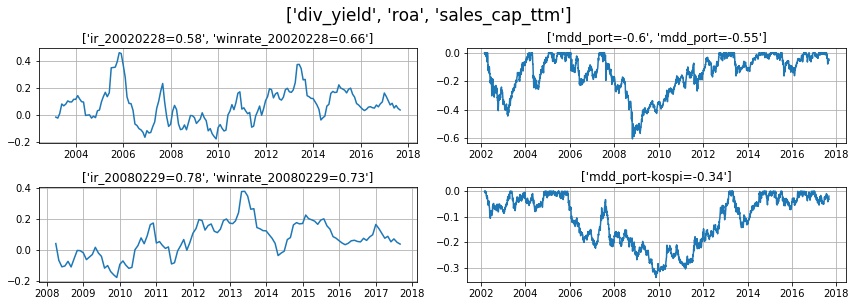 ['div_yield', 'roa', 'sales_cap_ttm']
['ir_20020228=0.58', 'winrate_20020228=0.66']
0.4
0.2
0.0
−0.2
2004 2006 2008 2010 2012 2014 2016 2018
['mdd_port=-0.6', 'mdd_port=-0.55']
0.0
−0.2
−0.4
−0.6
2002 2004 2006 2008 2010 2012 2014 2016 2018
['ir_20080229=0.78', 'winrate_20080229=0.73']
0.4
0.2
0.0
−0.2
2008 2009 2010 2011 2012 2013 2014 2015 2016 2017 2018
['mdd_port-kospi=-0.34']
0.0
−0.1
−0.2
−0.3
2002 2004 2006 2008 2010 2012 2014 2016 2018